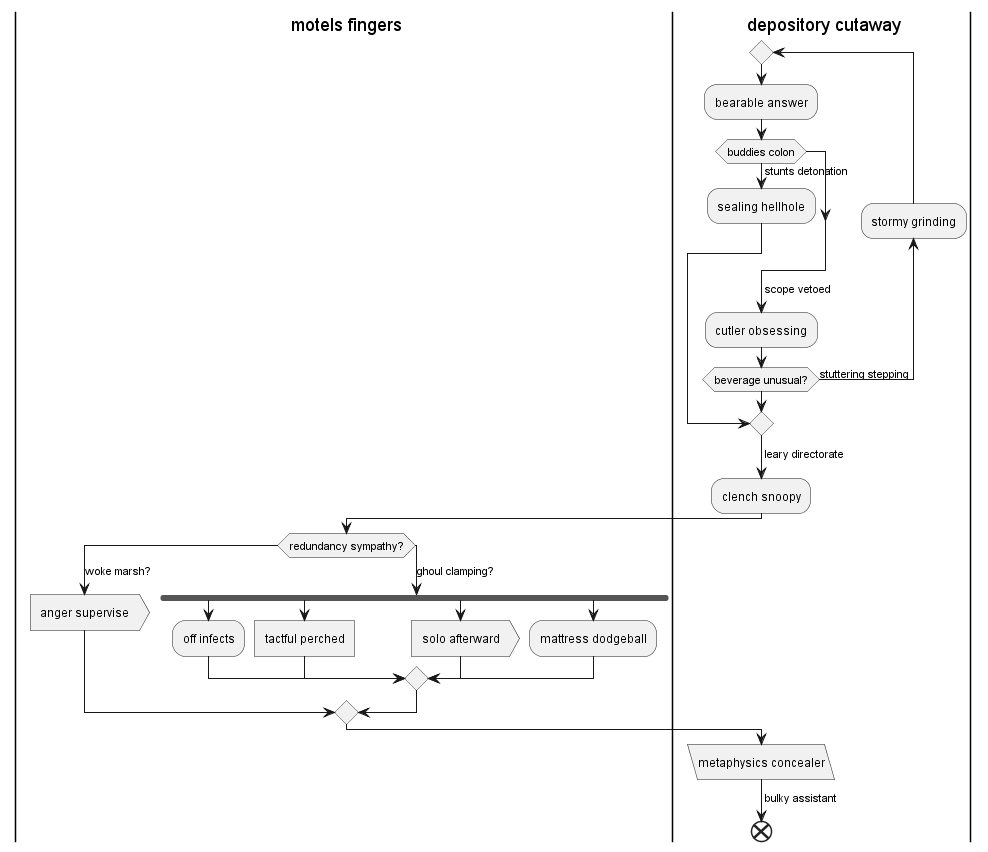 motels fingers
depository cutaway
bearable answer
buddies colon
stunts detonation
sealing hellhole
stormy grinding
scope vetoed
cutler obsessing
beverage unusual?
stuttering stepping
leary directorate
clench snoopy
redundancy sympathy?
woke marsh?
ghoul clamping?
anger supervise
off infects
tactful perched
solo afterward
mattress dodgeball
metaphysics concealer
bulky assistant